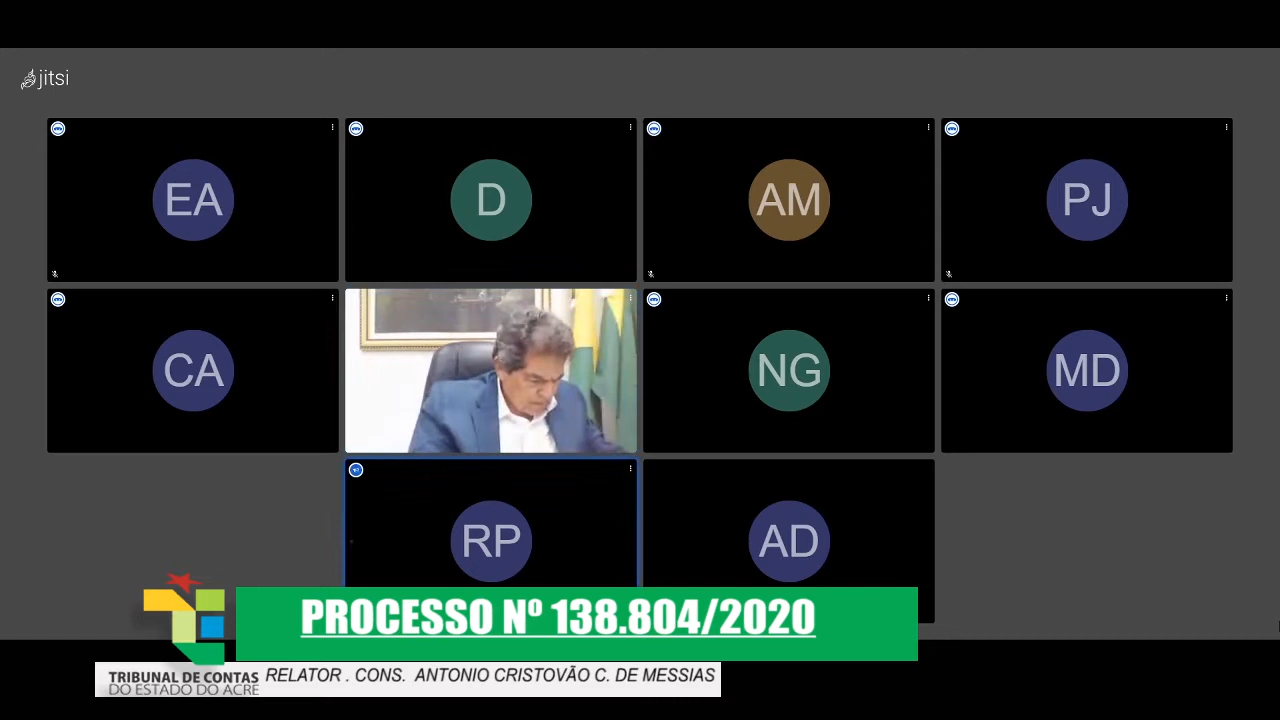 jitsi
EA
D
AM
PJ
CA
NG
MD
RP
AD
PROCESSO Nº 138.804/2020
TRIBUNAL DE CONTAS
DO ESTADO DO ACRE
RELATOR . CONS. ANTONIO CRISTOVÃO C. DE MESSIAS